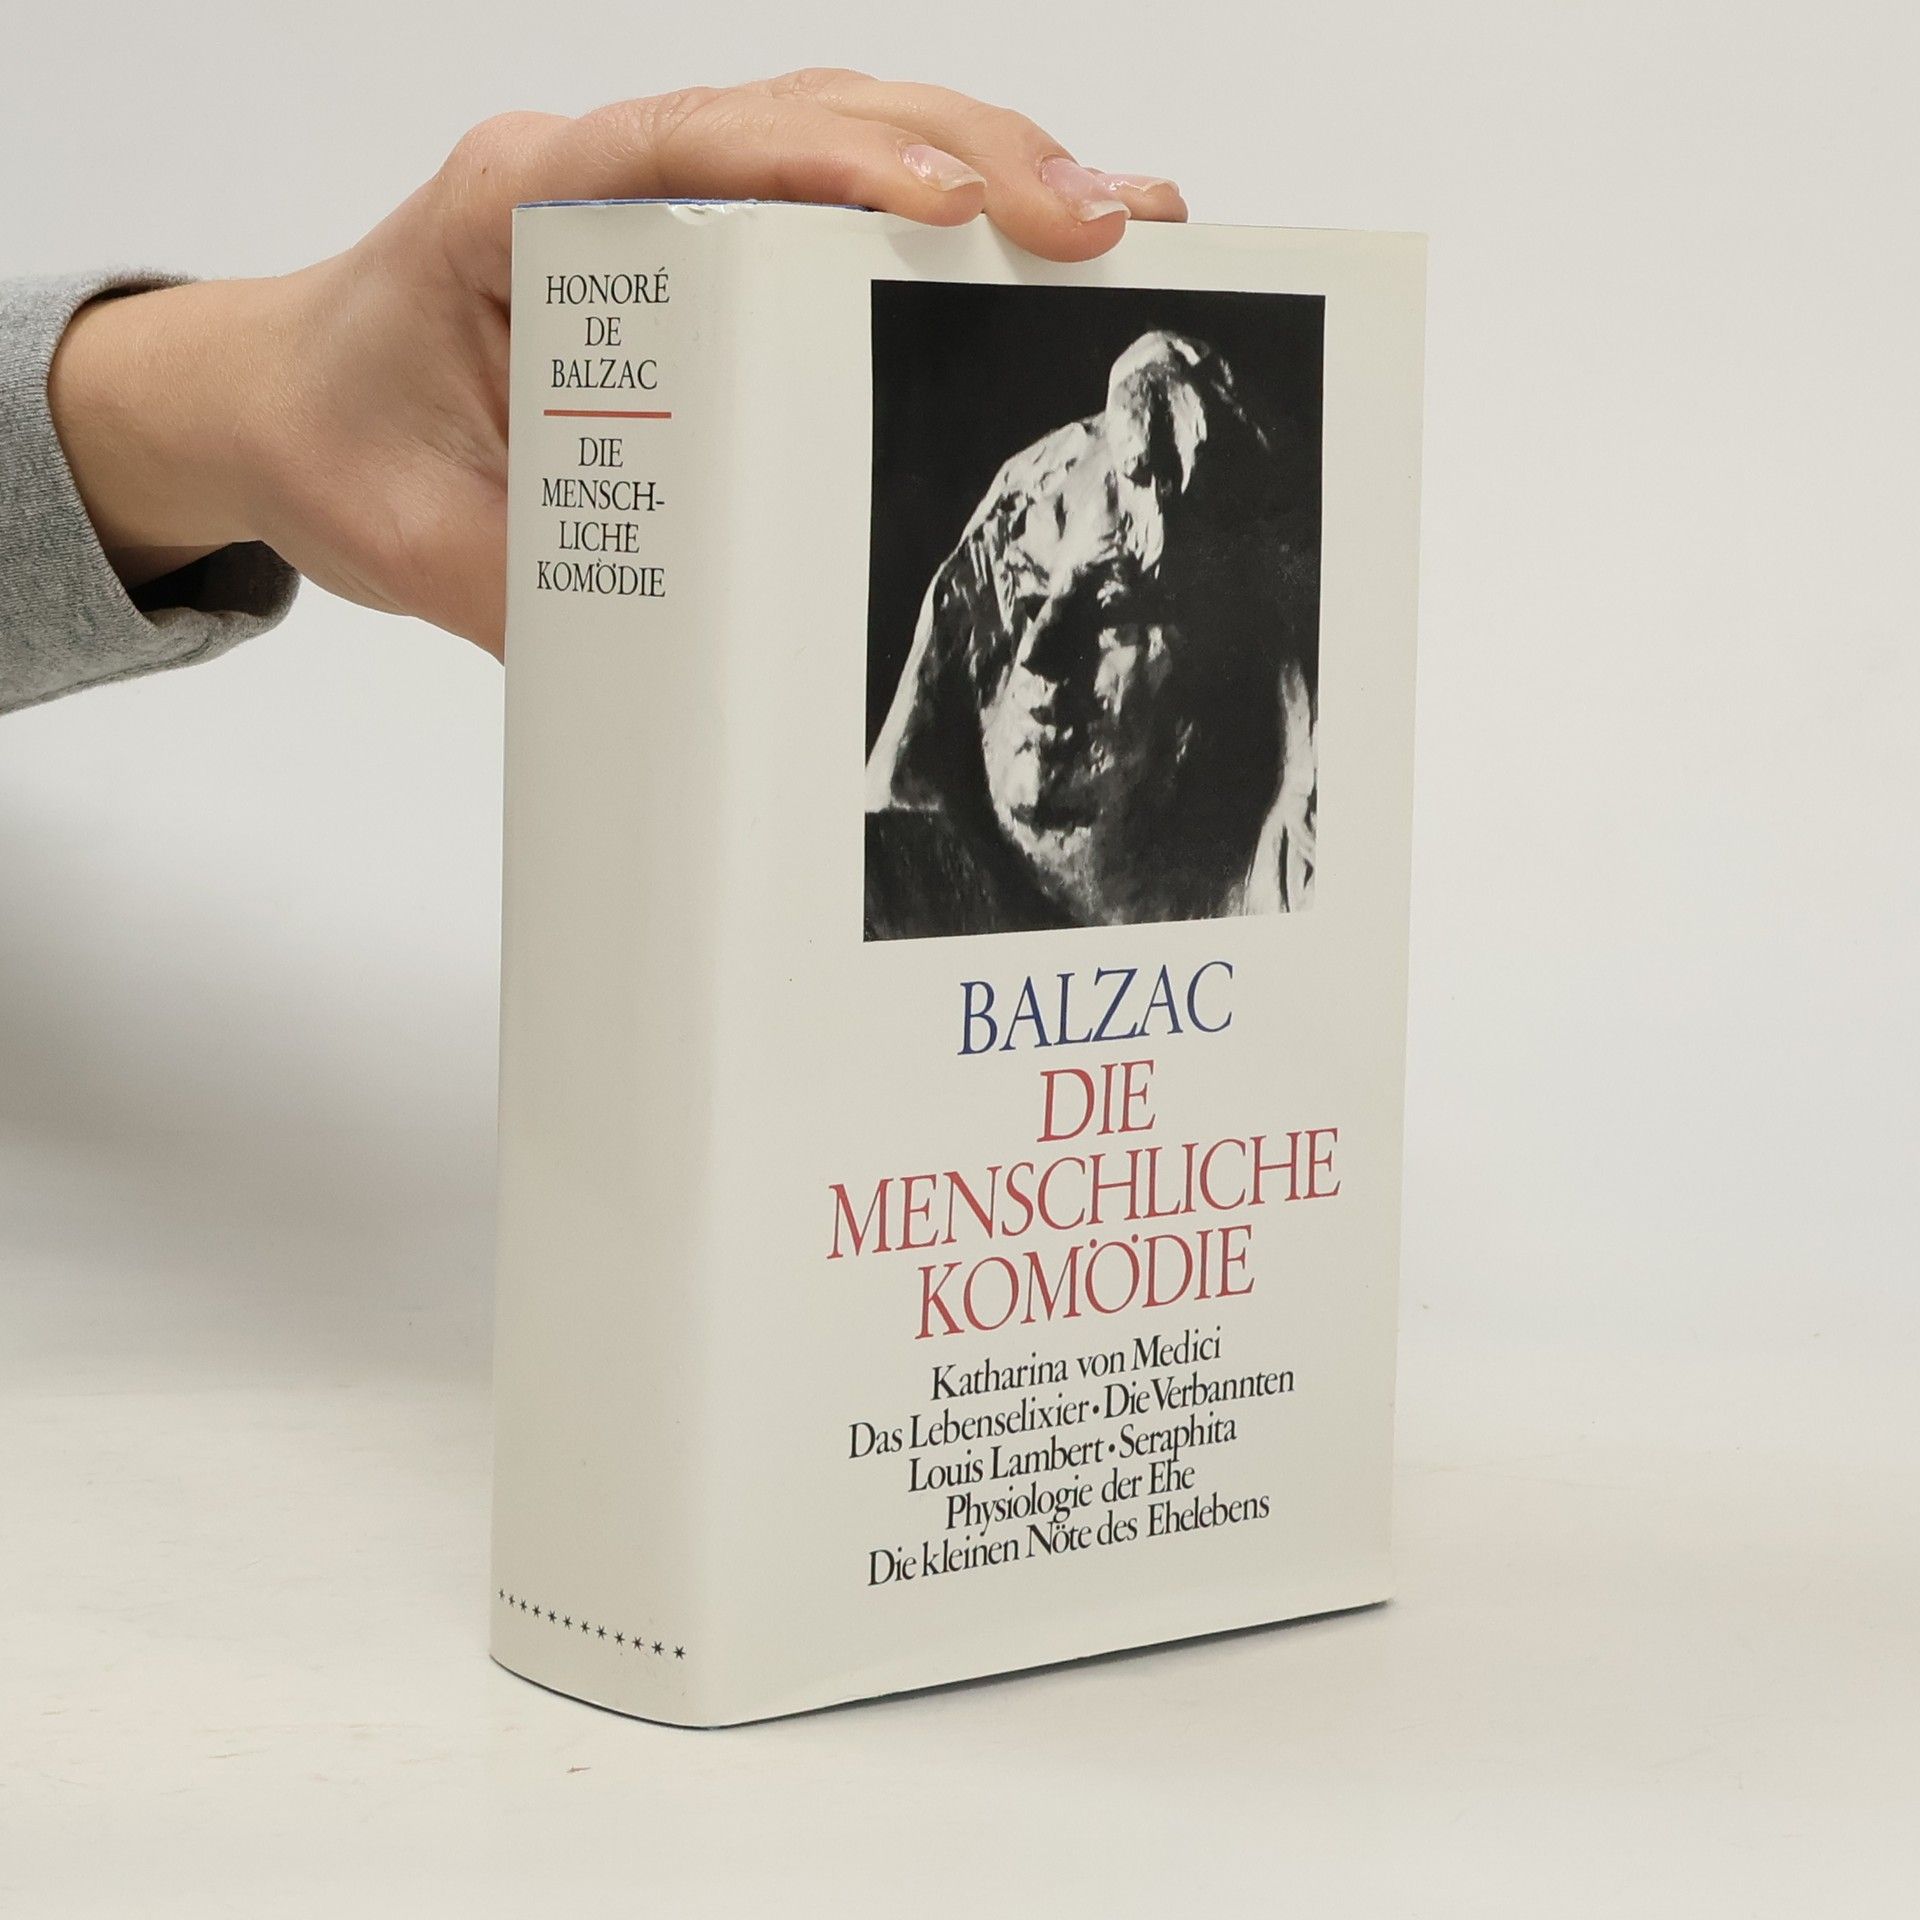 HONORÉ
DE
BALZAC
DIE
MENSCH-
LICHE
KOMÖDIE
************
BALZAC
DIE
MENSCHLICHE
KOMÖDIE
Katharina von Medici
Das Lebenselixier • Die Verbannten
Louis Lambert • Seraphita
Physiologie der Ehe
Die kleinen Nöte des Ehelebens